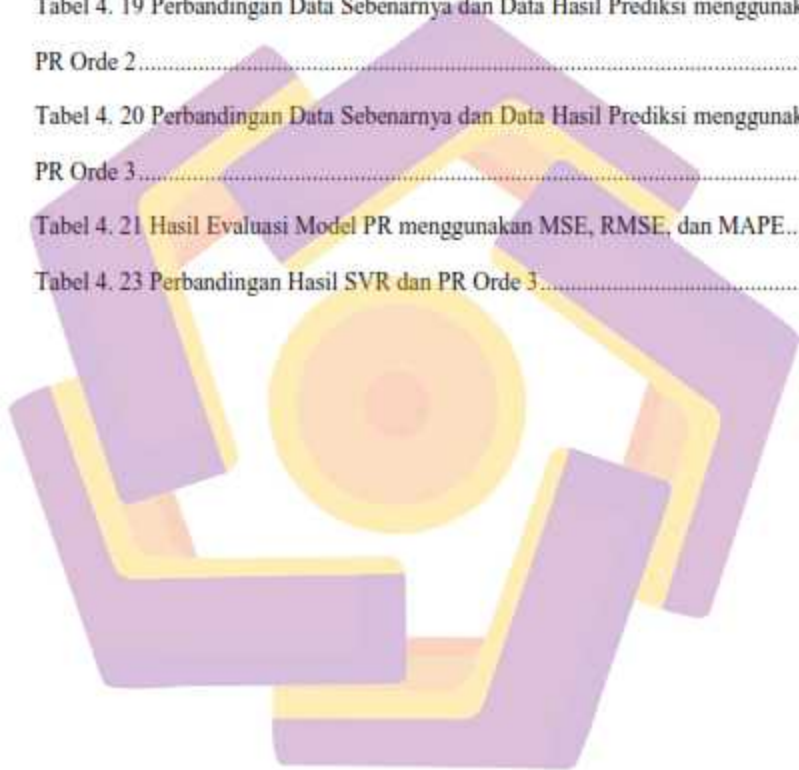 Tabel 4. 19 Perbandingan Data Sebenarnya dan Data Hasil Prediksi menggunak
PR Orde 2........................................................................................................................
Tabel 4. 20 Perbandingan Data Sebenarnya dan Data Hasil Prediksi menggunak
PR Orde 3........................................................................................................................
Tabel 4. 21 Hasil Evaluasi Model PR menggunakan MSE, RMSE, dan MAPE..
Tabel 4. 23 Perbandingan Hasil SVR dan PR Orde 3.............................................